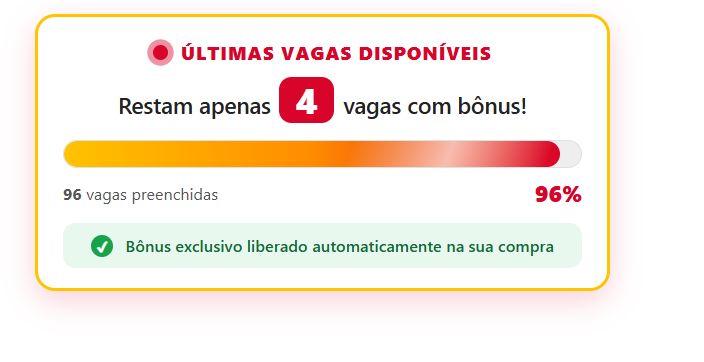 ÚLTIMAS VAGAS DISPONÍVEIS
Restam apenas 4 vagas com bônus!
96 vagas preenchidas 96%
Bônus exclusivo liberado automaticamente na sua compra